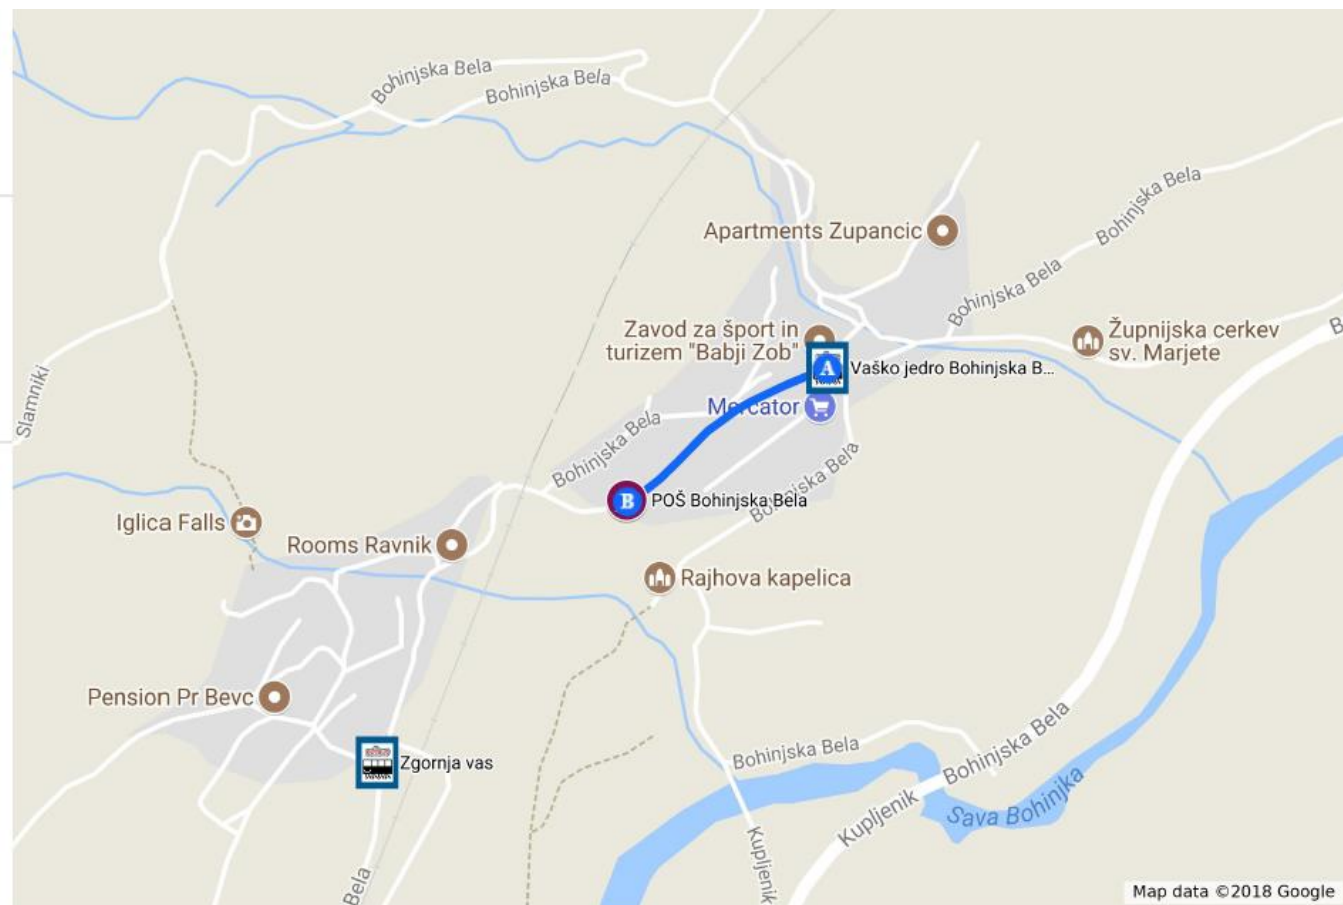 Bohinjska Bela
Bohinjska Bela
Bohinjska Bela
Apartments Zupancic
Bohinjska Bela
Zavod za šport in
turizem "Babji Zob"
Župnijska cerkev
sv. Marjete
A
Vaško jedro Bohinjska B...
Mercator
Slamniki
Bohinjska Bela
Bohinjska Bela
B
POŠ Bohinjska Bela
Iglica Falls
Rooms Ravnik
Rajhova kapelica
Pension Pr Bevc
Zgornja vas
Bohinjska Bela
Bohinjska Bela
Kupljenik
Sava Bohinjka
Kupljenik
Bela
Map data ©2018 Google